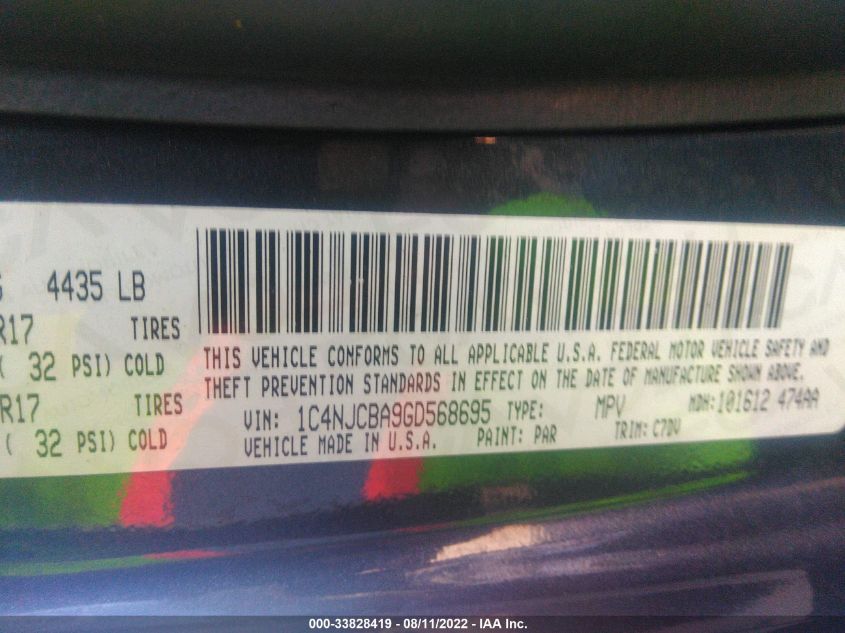 4435 LB
R17 TIRES
( 32 PSI) COLD
R17 TIRES
( 32 PSI) COLD
THIS VEHICLE CONFORMS TO ALL APPLICABLE U.S.A. FEDERAL MOTOR VEHICLE SAFETY AND
THEFT PREVENTION STANDARDS IN EFFECT ON THE DATE OF MANUFACTURE SHOWN ABOVE.
VIN: 1C4NJCBA9GD568695 TYPE: MPV MDH:101612 474AA
VEHICLE MADE IN U.S.A. PAINT: PAR TRIM: C7DV
000-33828419 - 08/11/2022 - IAA Inc.